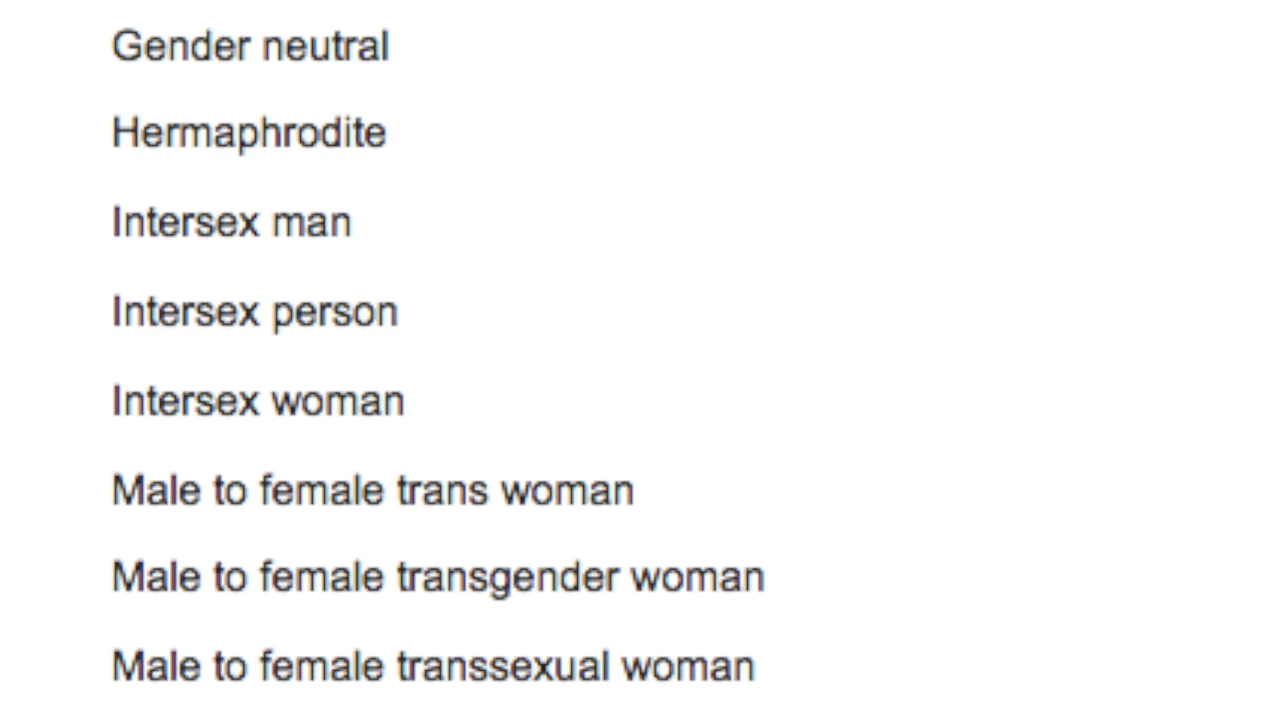 Gender neutral
Hermaphrodite
Intersex man
Intersex person
Intersex woman
Male to female trans woman
Male to female transgender woman
Male to female transsexual woman